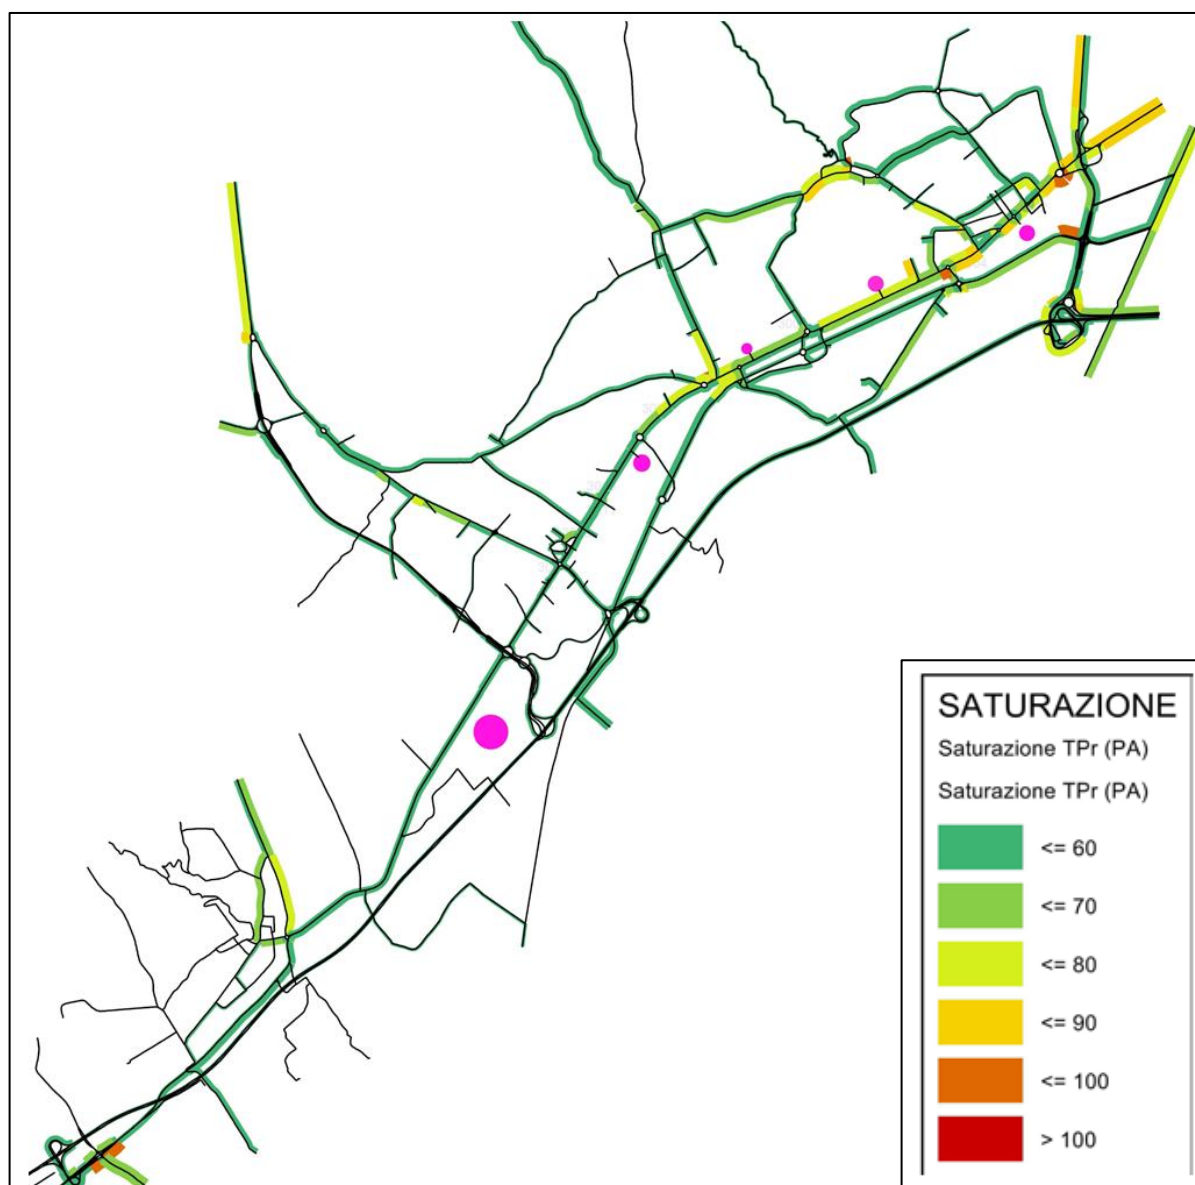 SATURAZIONE
Saturazione TPr (PA)
Saturazione TPr (PA)
<= 60
<= 70
<= 80
<= 90
<= 100
> 100